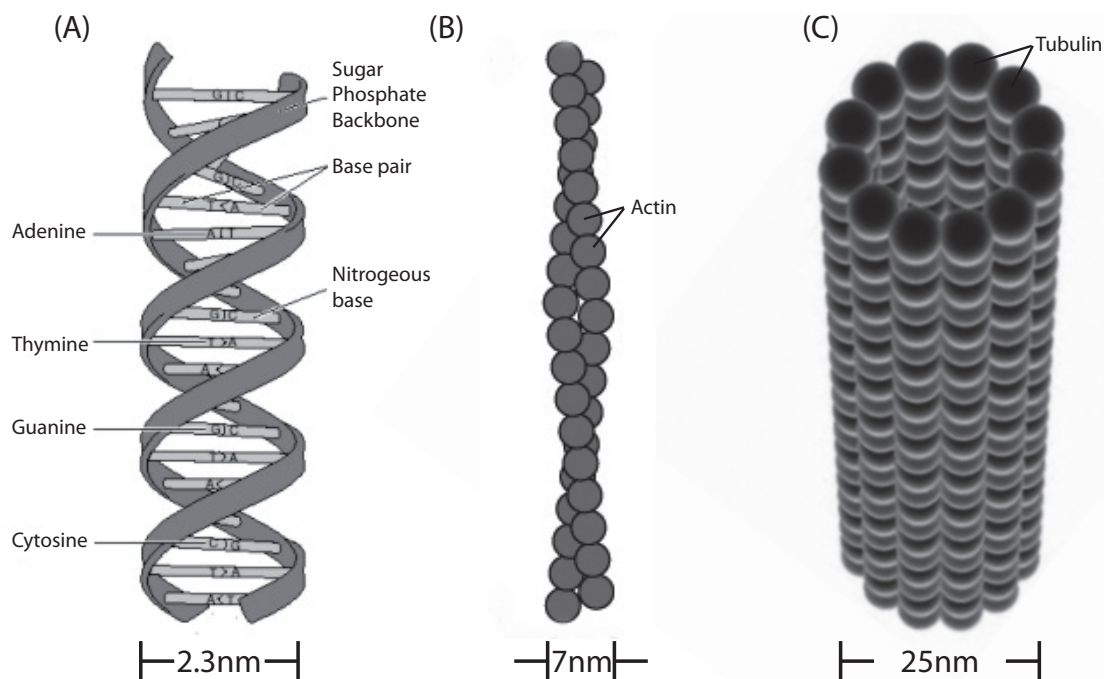 (A)
(B)
(C)
Sugar
Phosphate
Backbone
Base pair
Adenine
Nitrogeous
base
Thymine
Guanine
Cytosine
Actin
Tubulin
G C
G C
T A
A T
G C
T A
A
G C
T A
A
T A
A T
2.3nm
7nm
25nm